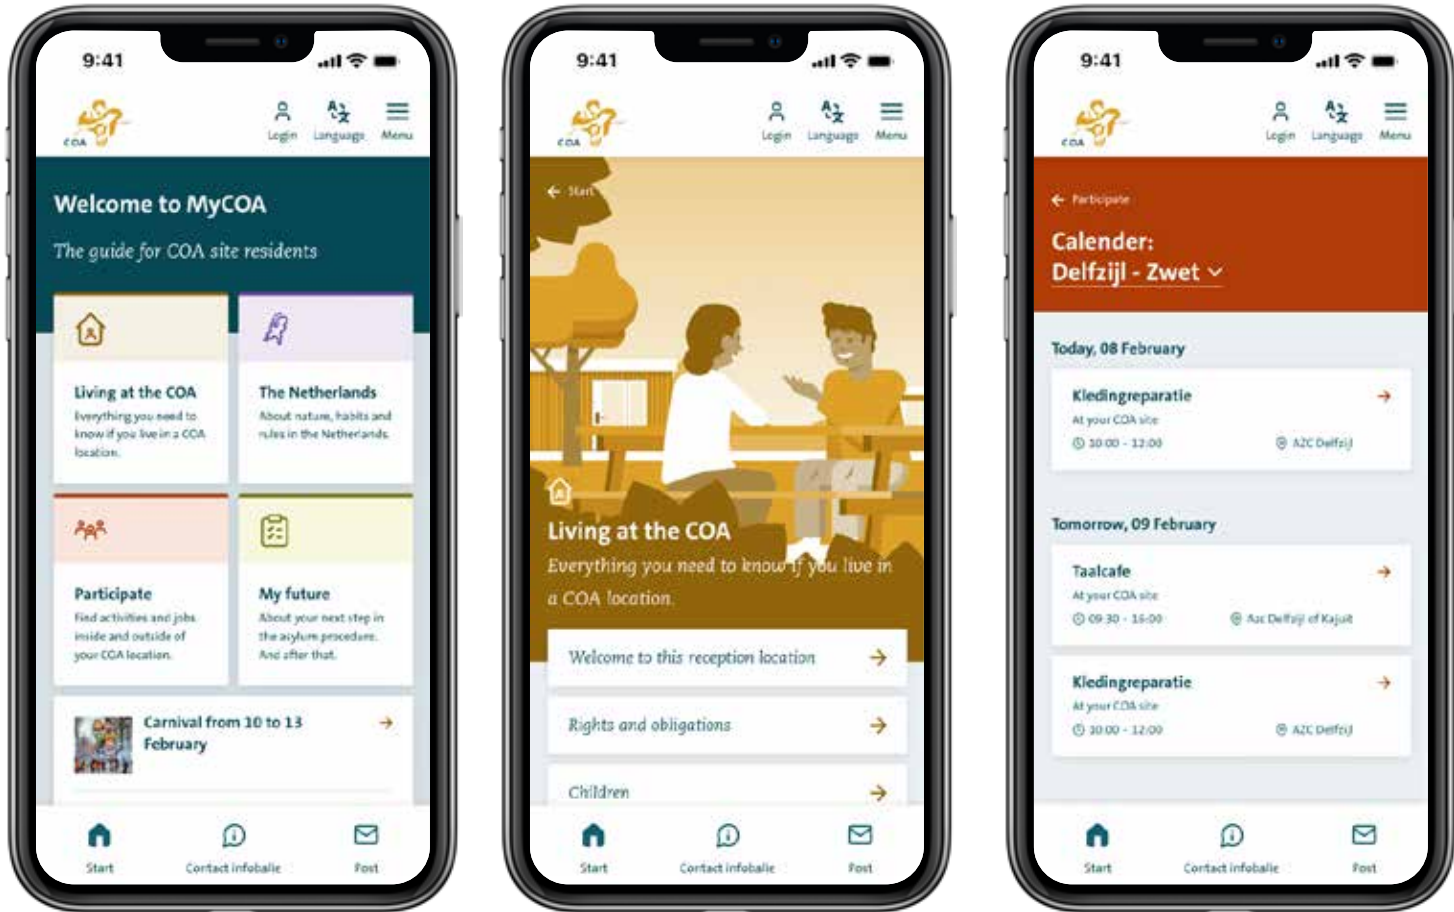 9:41
COA
Login
Language
Menu
Welcome to MyCOA
The guide for COA site residents
Living at the COA
Everything you need to
know if you live in a COA
location.
The Netherlands
About nature, habits and
rules in the Netherlands.
Participate
Find activities and jobs
inside and outside of
your COA location.
My future
About your next step in
the asylum procedure.
And after that.
Carnival from 10 to 13
February
Start
Contact infobalie
Post
9:41
COA
Login
Language
Menu
Start
Living at the COA
Everything you need to know if you live in
a COA location.
Welcome to this reception location
Rights and obligations
Children
Start
Contact infobalie
Post
9:41
COA
Login
Language
Menu
Participate
Calender:
Delfzijl - Zwet
Today, 08 February
Kledingreparatie
At your COA site
10:00 - 12:00
AZC Delfzijl
Tomorrow, 09 February
Taalcafe
At your COA site
09:30 - 16:00
Azc Delfzijl of Kajuit
Kledingreparatie
At your COA site
10:00 - 12:00
AZC Delfzijl
Start
Contact infobalie
Post